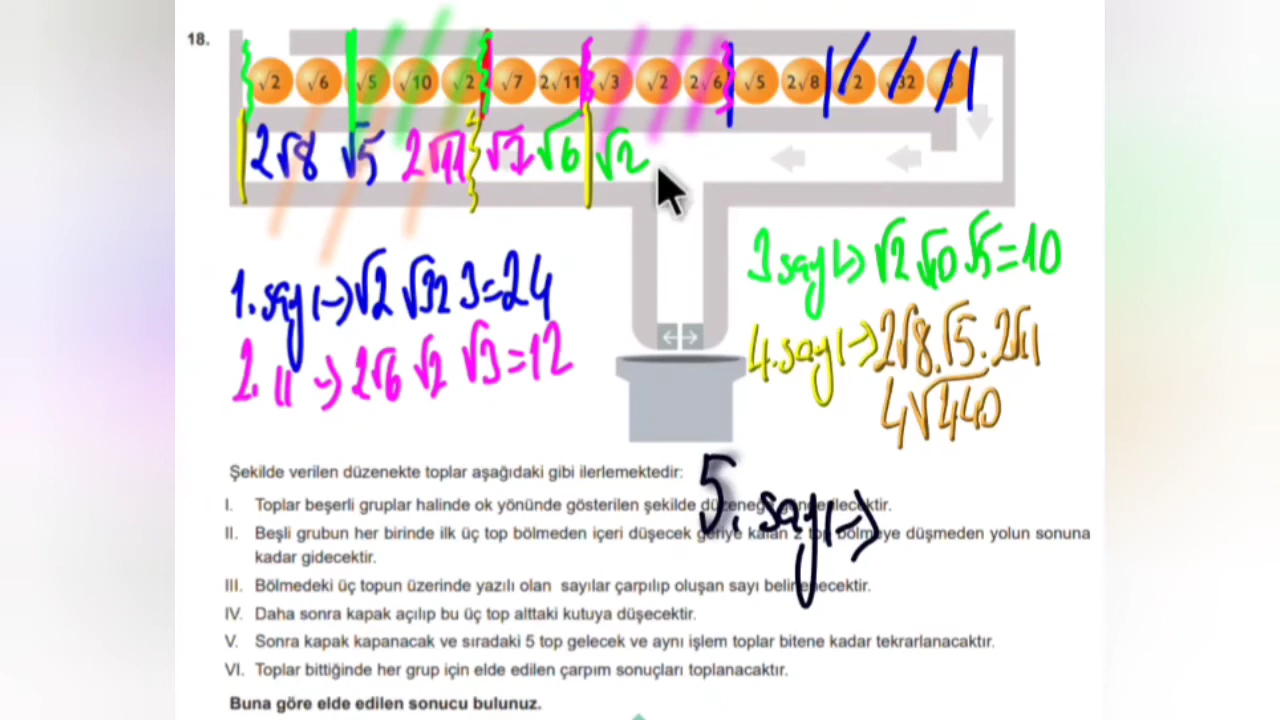 18.
√2 √6 √5 √10 √2 √7 2√11 √3 √2 2√6 √5 2√8 √2 √32
2√8 √5 2√11 √7 √6 √2
1. sayı → √2 √32 3 = 24
2. 11 → 2√6 √2 √3 = 12
3 sayı → √2 √10 √5 = 10
4. sayı → 2√8.√5.2√11
4√440
5. sayı →
Şekilde verilen düzenekte toplar aşağıdaki gibi ilerlemektedir:
I. Toplar beşerli gruplar halinde ok yönünde gösterilen şekilde düzeneğe gönderilecektir.
II. Beşli grubun her birinde ilk üç top bölmeden içeri düşecek geriye kalan 2 top bölmeye düşmeden yolun sonuna
kadar gidecektir.
III. Bölmedeki üç topun üzerinde yazılı olan sayılar çarpılıp oluşan sayı belirlenecektir.
IV. Daha sonra kapak açılıp bu üç top alttaki kutuya düşecektir.
V. Sonra kapak kapanacak ve sıradaki 5 top gelecek ve aynı işlem toplar bitene kadar tekrarlanacaktır.
VI. Toplar bittiğinde her grup için elde edilen çarpım sonuçları toplanacaktır.
Buna göre elde edilen sonucu bulunuz.